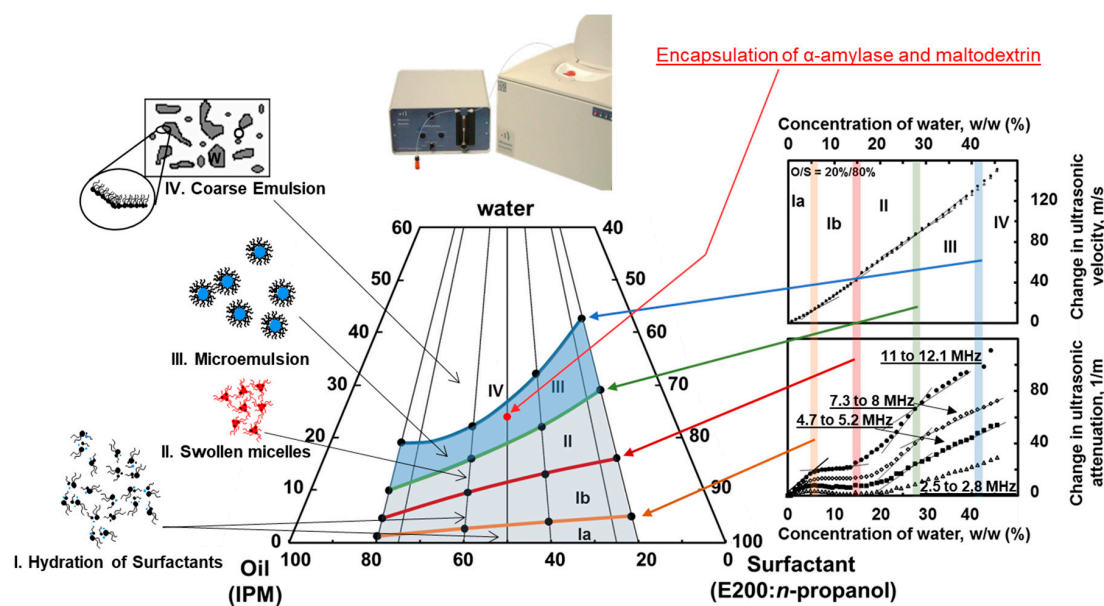 Encapsulation of α-amylase and maltodextrin
W
IV. Coarse Emulsion
III. Microemulsion
II. Swollen micelles
I. Hydration of Surfactants
water
60
50
40
30
20
10
0
40
50
60
70
80
90
100
100 80 60 40 20
IV
III
II
Ib
Ia
Oil
(IPM)
Surfactant
(E200:n-propanol)
Concentration of water, w/w (%)
0 10 20 30 40
O/S = 20%/80%
Ia
Ib
II
III
IV
120
80
40
0
Change in ultrasonic
velocity, m/s
11 to 12.1 MHz
7.3 to 8 MHz
4.7 to 5.2 MHz
2.5 to 2.8 MHz
80
40
0
Change in ultrasonic
attenuation, 1/m
0 10 20 30 40 50
Concentration of water, w/w (%)